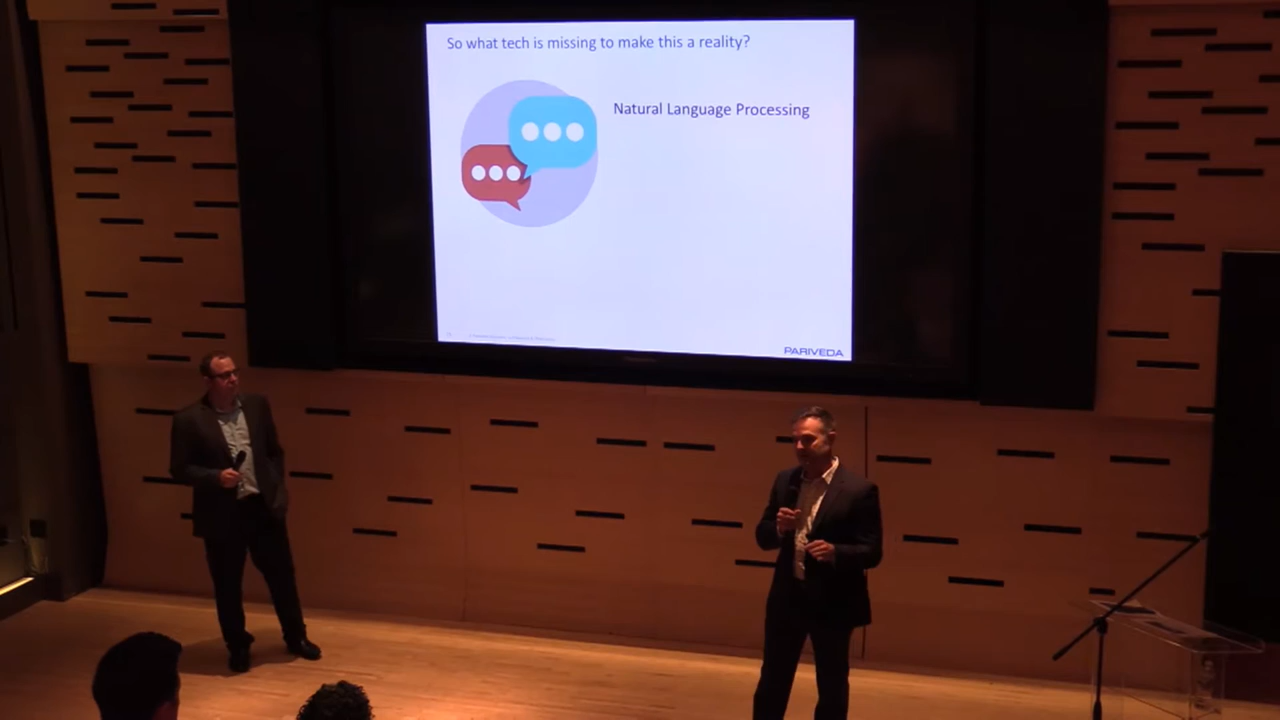 So what tech is missing to make this a reality?
Natural Language Processing
PARIVEDA